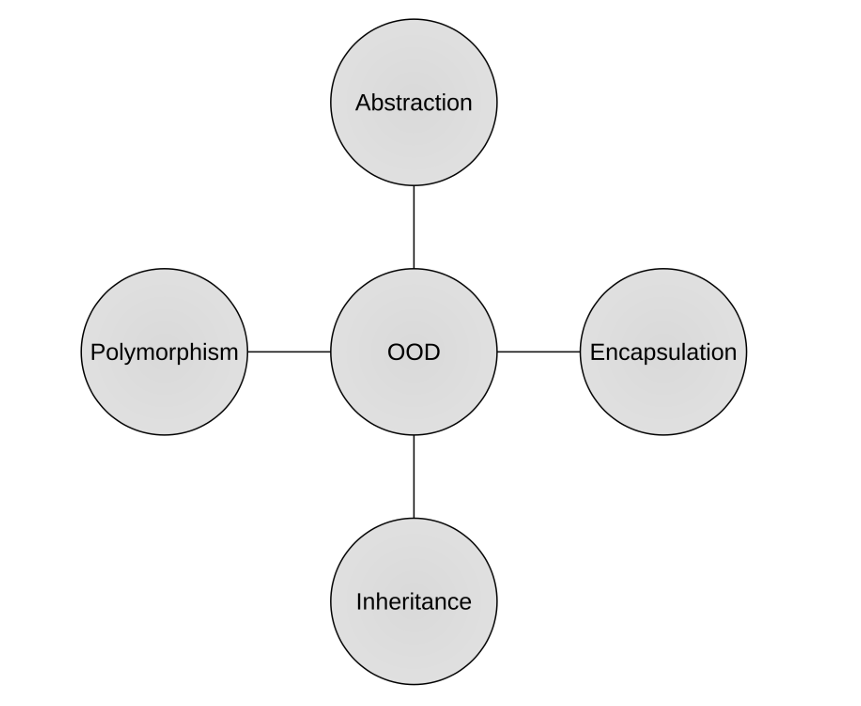 Abstraction
Polymorphism
OOD
Encapsulation
Inheritance